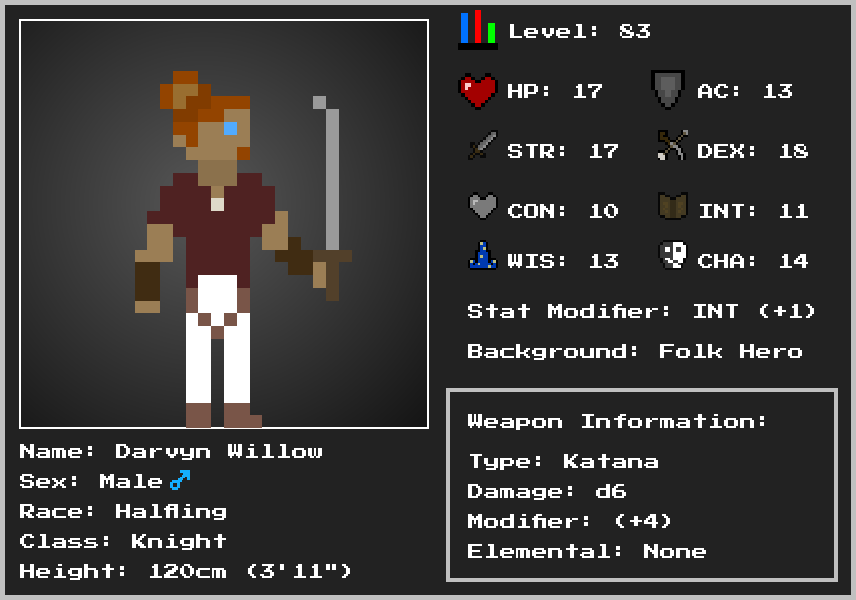 Level: 83
HP: 17
AC: 13
STR: 17
DEX: 18
CON: 10
INT: 11
WIS: 13
CHA: 14
Stat Modifier: INT (+1)
Background: Folk Hero
Weapon Information:
Type: Katana
Damage: d6
Modifier: (+4)
Elemental: None
Name: Darvyn Willow
Sex: Male♂
Race: Halfling
Class: Knight
Height: 120cm (3'11")